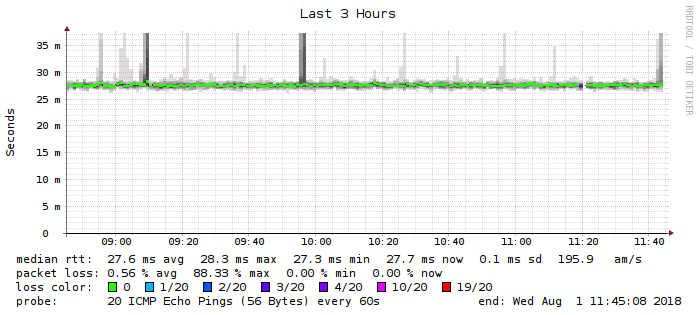 Last 3 Hours
RRDTOOL / TOBI OETIKER
Seconds
35 m
30 m
25 m
20 m
15 m
10 m
5 m
0
09:00 09:20 09:40 10:00 10:20 10:40 11:00 11:20 11:40
median rtt: 27.6 ms avg 28.3 ms max 27.3 ms min 27.7 ms now 0.1 ms sd 195.9 am/s
packet loss: 0.56 % avg 88.33 % max 0.00 % min 0.00 % now
loss color: 0 1/20 2/20 3/20 4/20 10/20 19/20
probe: 20 ICMP Echo Pings (56 Bytes) every 60s end: Wed Aug 1 11:45:08 2018